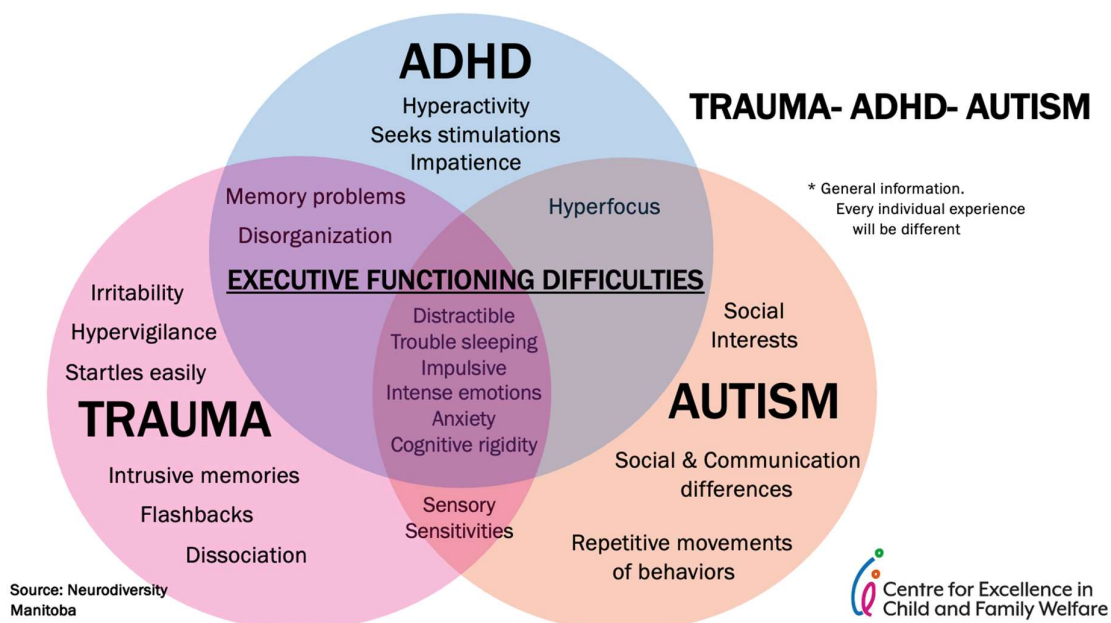 ADHD
Hyperactivity
Seeks stimulations
Impatience
TRAUMA- ADHD- AUTISM
* General information.
Every individual experience
will be different
Memory problems
Disorganization
Hyperfocus
EXECUTIVE FUNCTIONING DIFFICULTIES
Distractible
Trouble sleeping
Impulsive
Intense emotions
Anxiety
Cognitive rigidity
Irritability
Hypervigilance
Startles easily
TRAUMA
Intrusive memories
Flashbacks
Dissociation
Social
Interests
AUTISM
Social & Communication
differences
Repetitive movements
of behaviors
Sensory
Sensitivities
Source: Neurodiversity
Manitoba
Centre for Excellence in
Child and Family Welfare